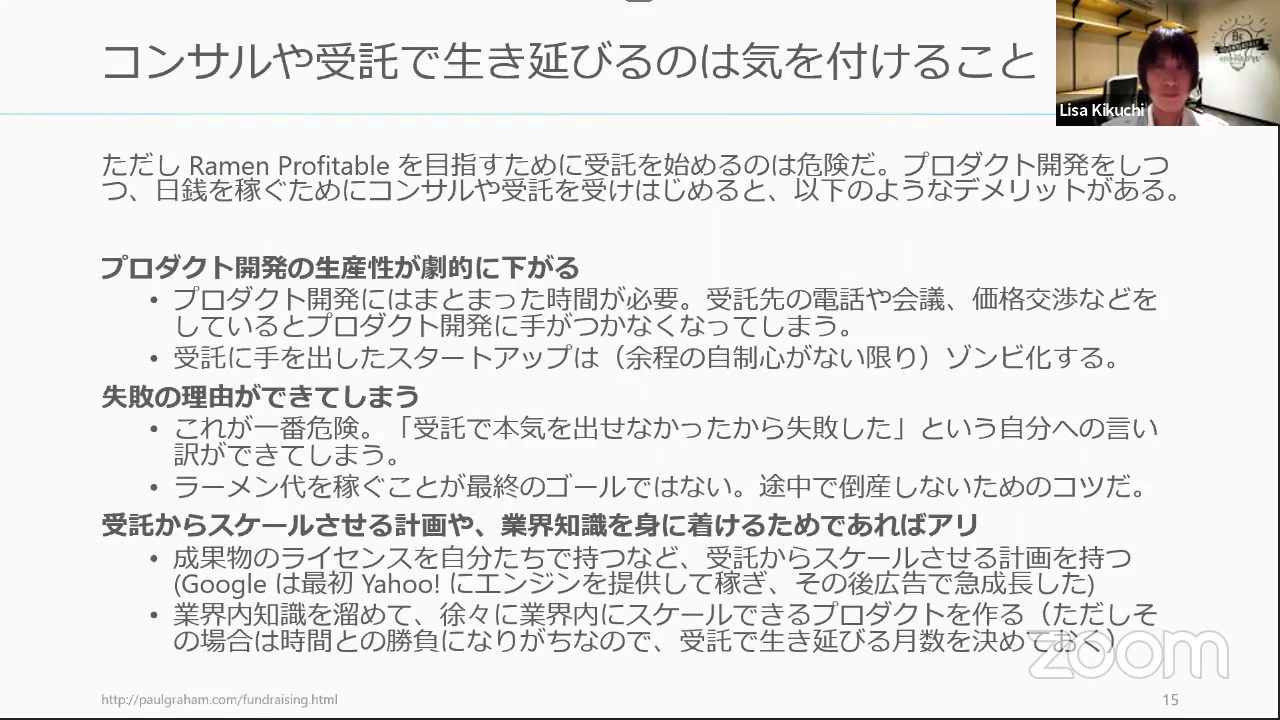 コンサルや受託で生き延びるのは気を付けること
Lisa Kikuchi
ただし Ramen Profitable を目指すために受託を始めるのは危険だ。プロダクト開発をしつ
つ、日銭を稼ぐためにコンサルや受託を受けはじめると、以下のようなデメリットがある。
プロダクト開発の生産性が劇的に下がる
• プロダクト開発にはまとまった時間が必要。受託先の電話や会議、価格交渉などを
しているとプロダクト開発に手がつかなくなってしまう。
• 受託に手を出したスタートアップは（余程の自制心がない限り）ゾンビ化する。
失敗の理由ができてしまう
• これが一番危険。「受託で本気を出せなかったから失敗した」という自分への言い
訳ができてしまう。
• ラーメン代を稼ぐことが最終のゴールではない。途中で倒産しないためのコツだ。
受託からスケールさせる計画や、業界知識を身に着けるためであればアリ
• 成果物のライセンスを自分たちで持つなど、受託からスケールさせる計画を持つ
(Google は最初 Yahoo! にエンジンを提供して稼ぎ、その後広告で急成長した)
• 業界内知識を溜めて、徐々に業界内にスケールできるプロダクトを作る（ただしそ
の場合は時間との勝負になりがちなので、受託で生き延びる月数を決めておく）
zoom
http://paulgraham.com/fundraising.html
15